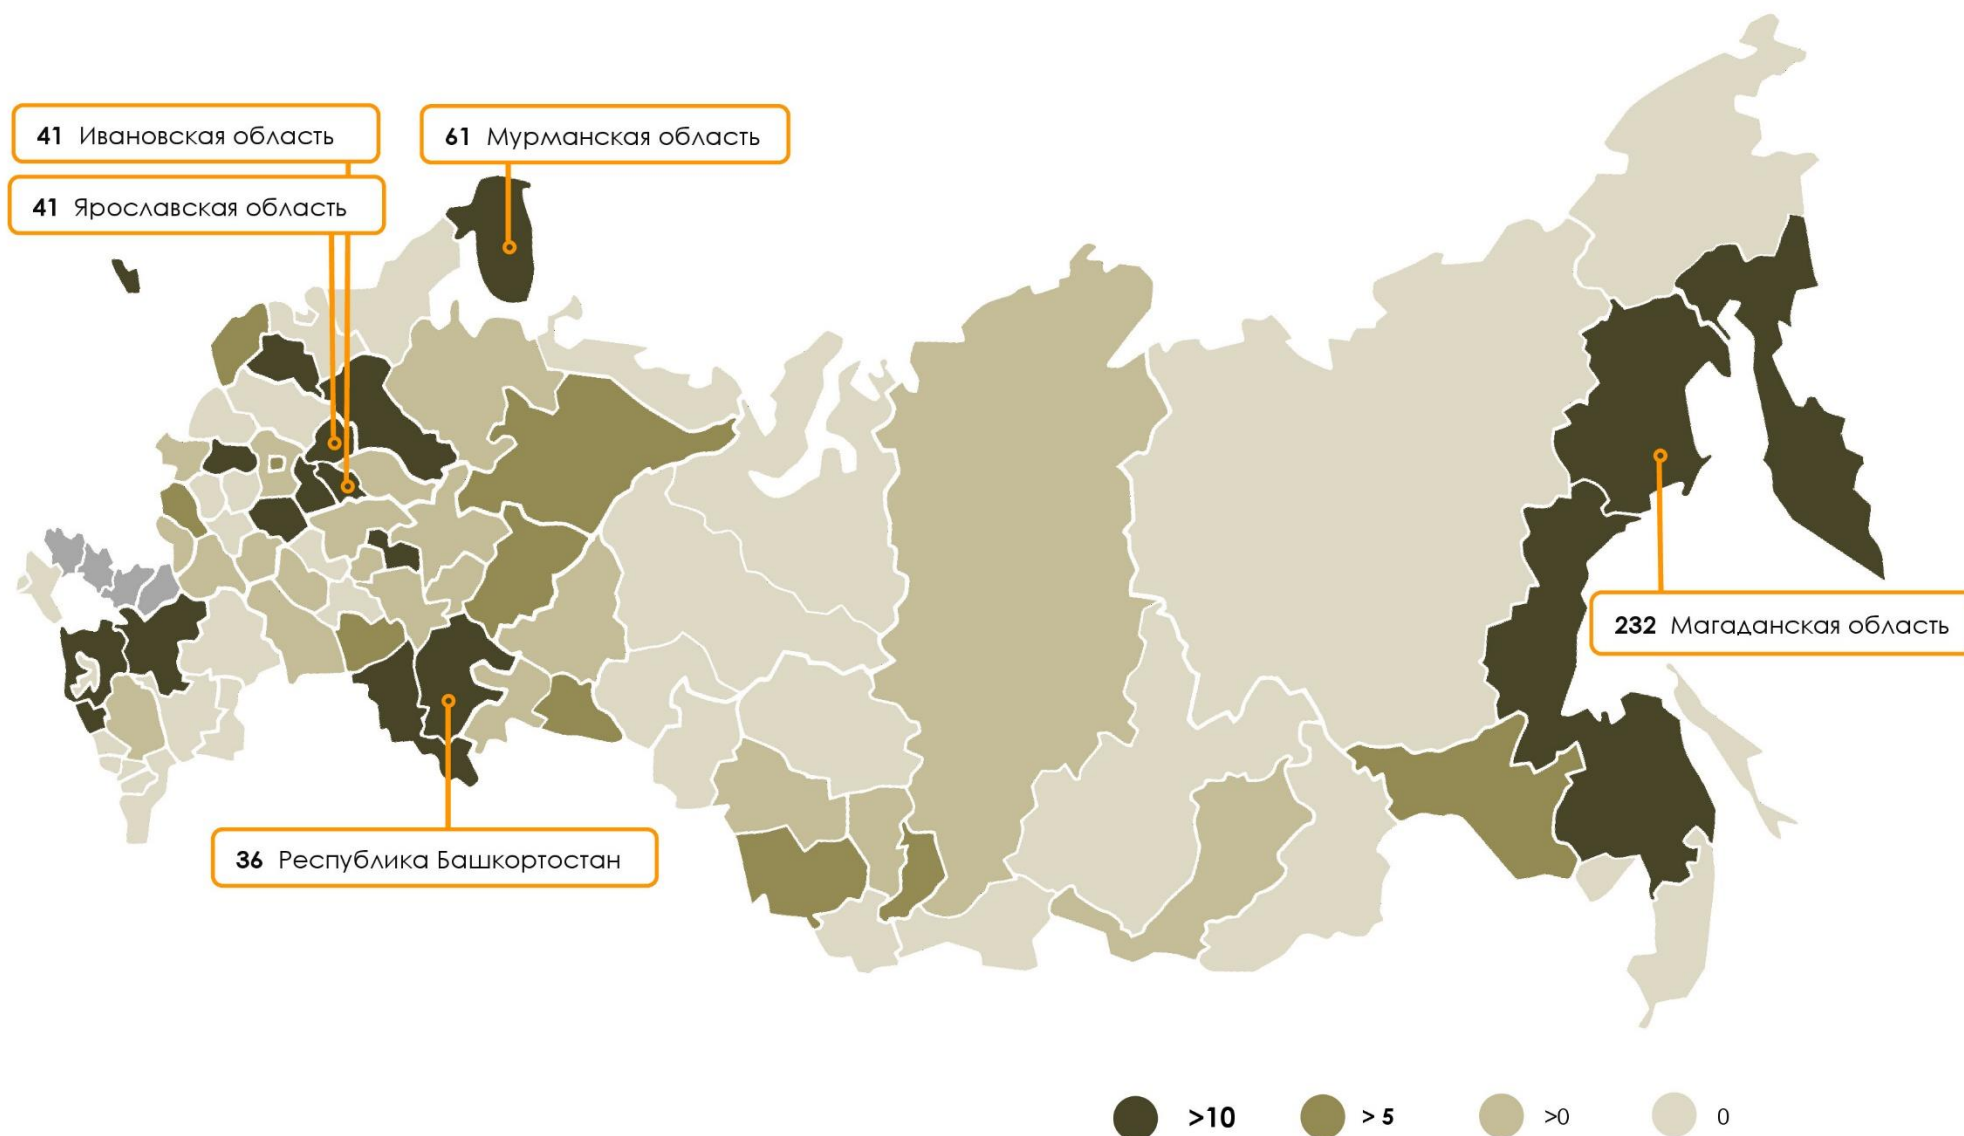 41 Ивановская область
61 Мурманская область
41 Ярославская область
232 Магаданская область
36 Республика Башкортостан
>10
> 5
>0
0